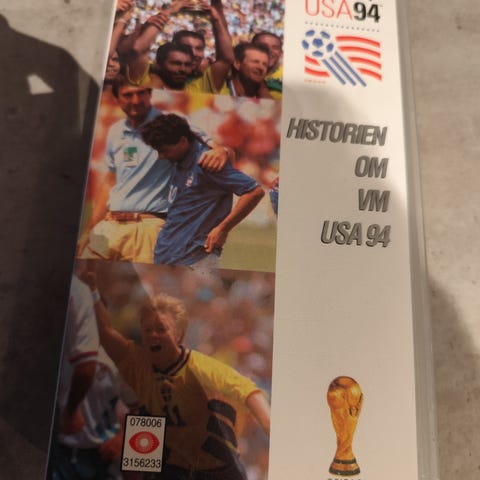 USA94
HISTORIEN
OM
VM
USA 94
078006
3156233